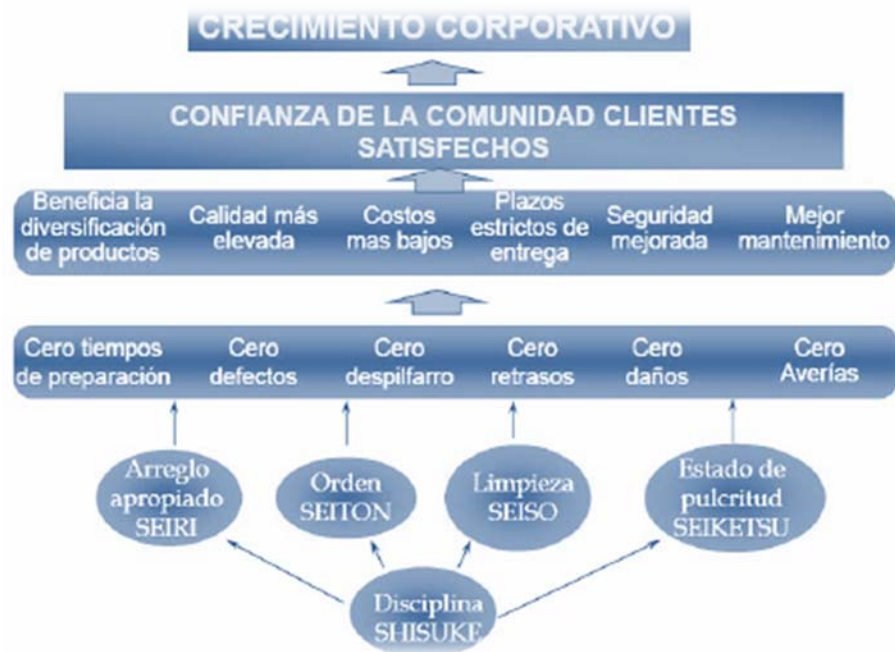 CRECIMIENTO CORPORATIVO
CONFIANZA DE LA COMUNIDAD CLIENTES
SATISFECHOS
Beneficia la
diversificación
de productos
Calidad más
elevada
Costos
mas bajos
Plazos
estrictos de
entrega
Seguridad
mejorada
Mejor
mantenimiento
Cero tiempos
de preparación
Cero
defectos
Cero
despilfarro
Cero
retrasos
Cero
daños
Cero
Averías
Arreglo
apropiado
SEIRI
Orden
SEITON
Limpieza
SEISO
Estado de
pulcritud
SEIKETSU
Disciplina
SHISUKE